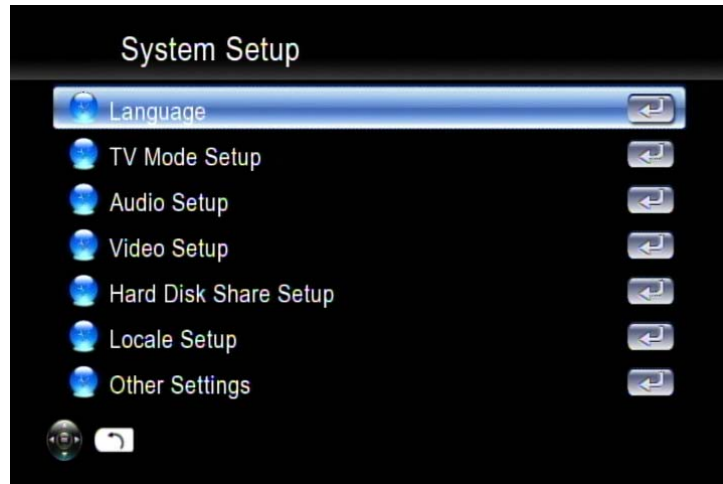 System Setup
Language
TV Mode Setup
Audio Setup
Video Setup
Hard Disk Share Setup
Locale Setup
Other Settings